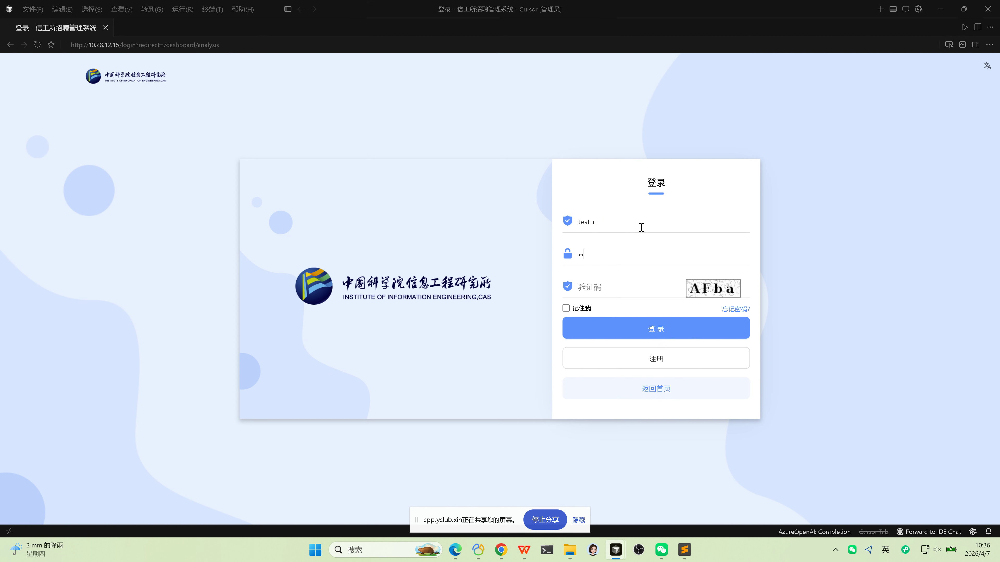 文件(F) 编辑(E) 选择(S) 查看(V) 转到(G) 运行(R) 终端(T) 帮助(H)
登录 - 信工所招聘管理系统 - Cursor [管理员]
登录 - 信工所招聘管理系统
http://10.28.12.15/login?redirect=/dashboard/analysis
中国科学院信息工程研究所
INSTITUTE OF INFORMATION ENGINEERING,CAS
中国科学院信息工程研究所
INSTITUTE OF INFORMATION ENGINEERING,CAS
登录
test-rl
验证码
AFba
记住我
忘记密码?
登 录
注册
返回首页
cpp.yclub.xin正在共享您的屏幕。
停止分享
隐藏
AzureOpenAI: Completion
Cursor Tab
Forward to IDE Chat
2 mm 的降雨
星期四
搜索
英
10:36
2026/4/7